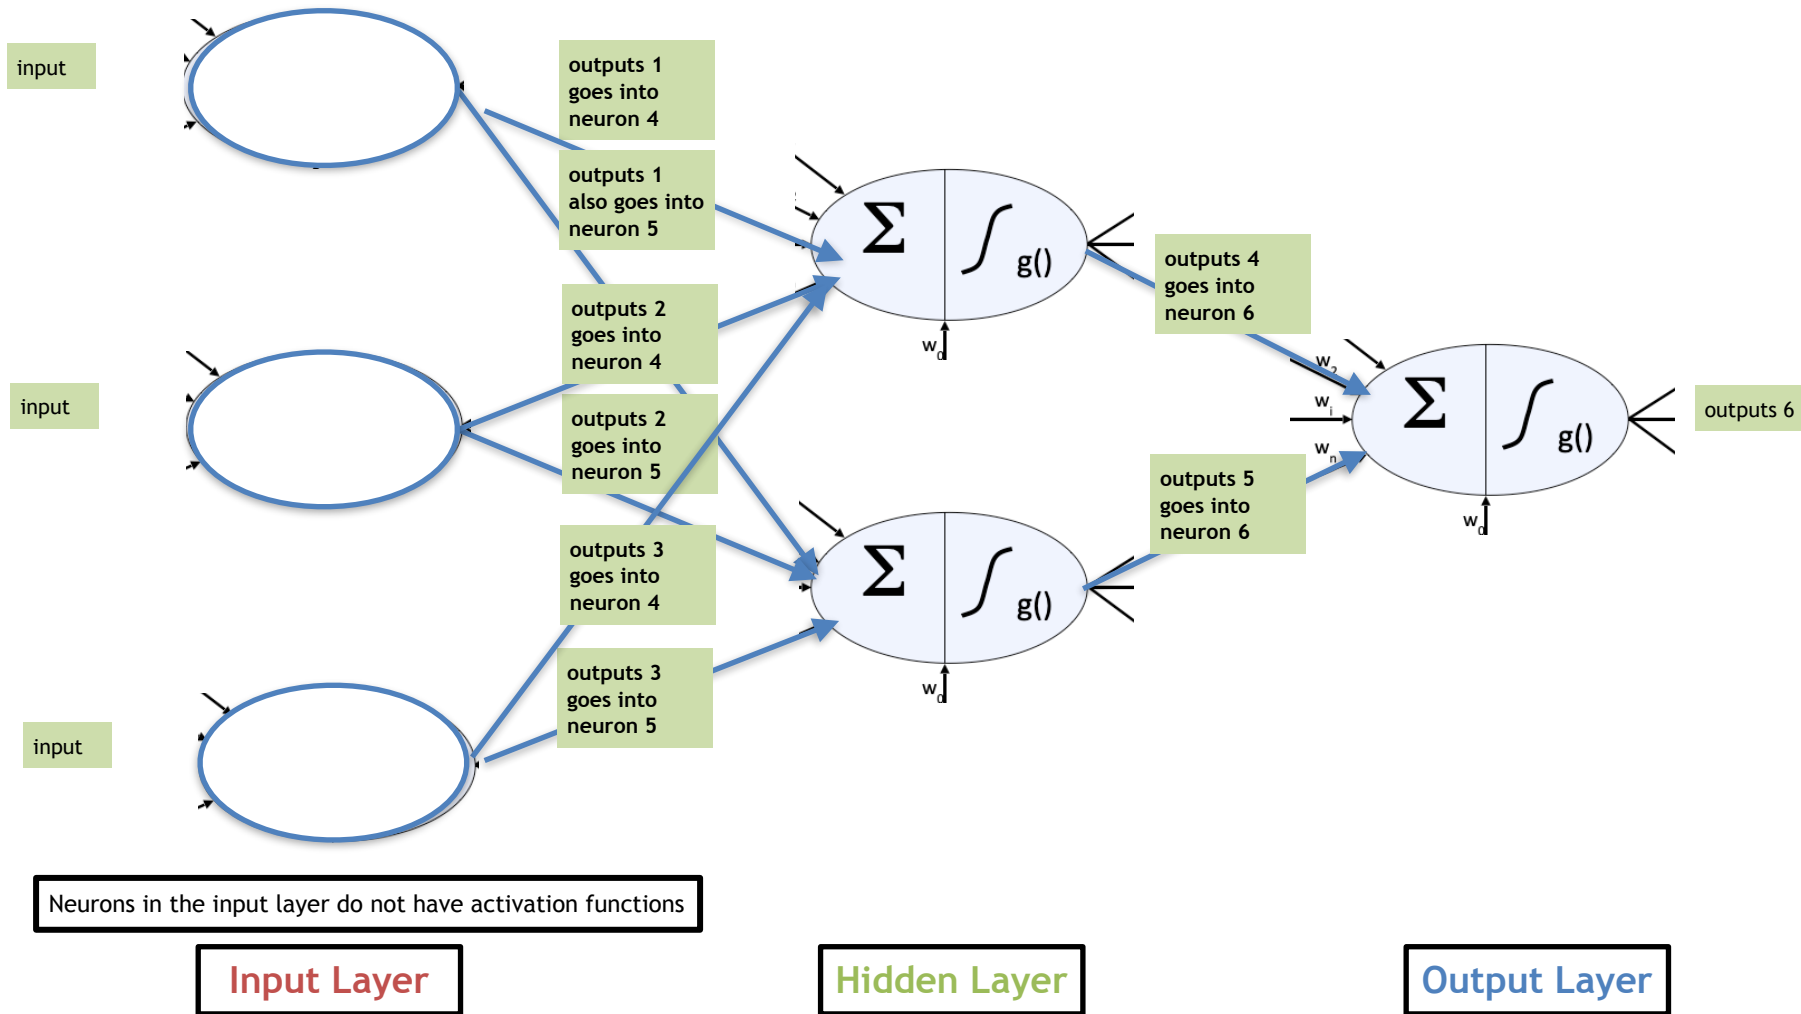 input
outputs 1
goes into
neuron 4
outputs 1
also goes into
neuron 5
outputs 2
goes into
neuron 4
input
outputs 2
goes into
neuron 5
outputs 3
goes into
neuron 4
input
outputs 3
goes into
neuron 5
Σ
g()
w0
Σ
g()
w0
outputs 4
goes into
neuron 6
outputs 5
goes into
neuron 6
w2
wi
wn
Σ
g()
w0
outputs 6
Neurons in the input layer do not have activation functions
Input Layer
Hidden Layer
Output Layer